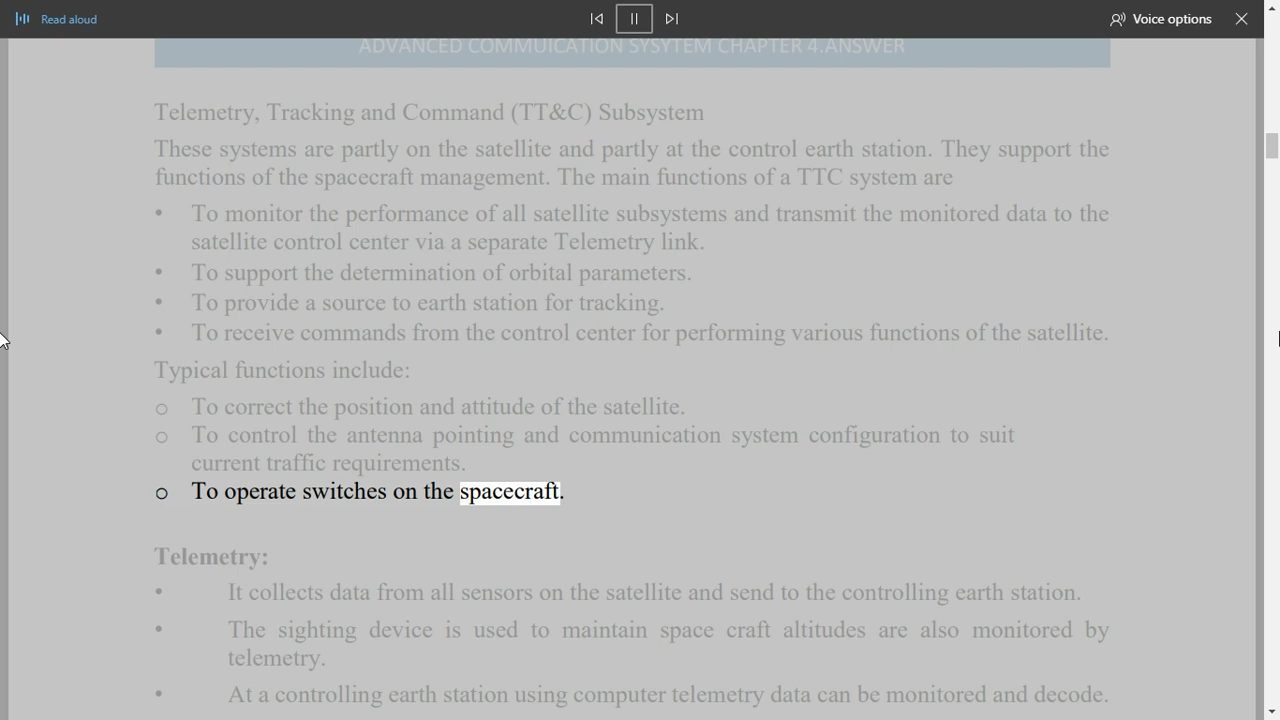 Read aloud
Voice options
ADVANCED COMMUICATION SYSYTEM CHAPTER 4.ANSWER
Telemetry, Tracking and Command (TT&C) Subsystem
These systems are partly on the satellite and partly at the control earth station. They support the
functions of the spacecraft management. The main functions of a TTC system are
• To monitor the performance of all satellite subsystems and transmit the monitored data to the
satellite control center via a separate Telemetry link.
• To support the determination of orbital parameters.
• To provide a source to earth station for tracking.
• To receive commands from the control center for performing various functions of the satellite.
Typical functions include:
o To correct the position and attitude of the satellite.
o To control the antenna pointing and communication system configuration to suit
current traffic requirements.
o To operate switches on the spacecraft.
Telemetry:
• It collects data from all sensors on the satellite and send to the controlling earth station.
• The sighting device is used to maintain space craft altitudes are also monitored by
telemetry.
• At a controlling earth station using computer telemetry data can be monitored and decode.